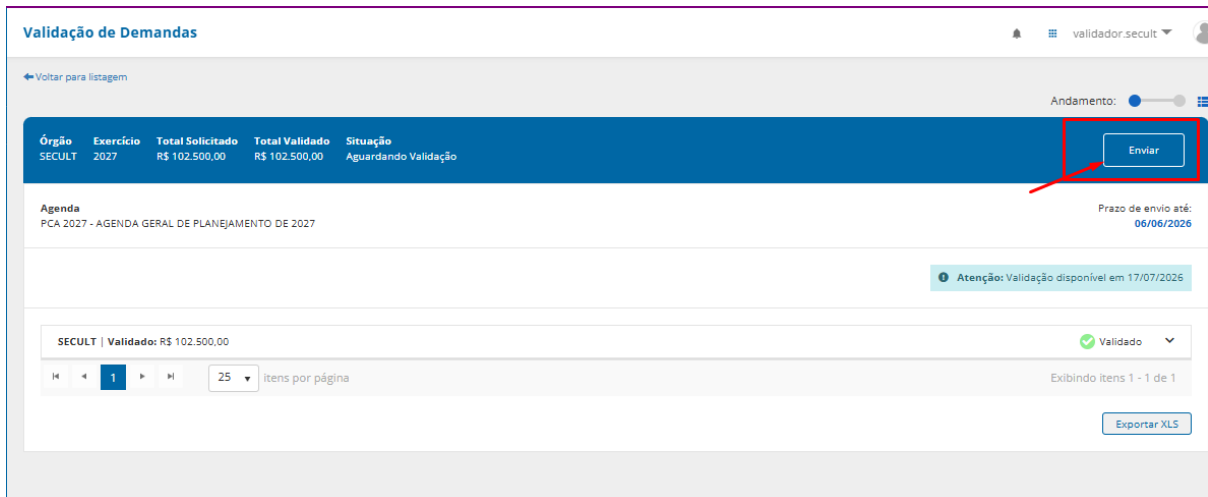 Validação de Demandas
validador.secult
Voltar para listagem
Andamento:
Órgão Exercício Total Solicitado Total Validado Situação
SECULT 2027 R$ 102.500,00 R$ 102.500,00 Aguardando Validação
Enviar
Agenda
PCA 2027 - AGENDA GERAL DE PLANEJAMENTO DE 2027
Prazo de envio até:
06/06/2026
Atenção: Validação disponível em 17/07/2026
SECULT | Validado: R$ 102.500,00
Validado
1
25
itens por página
Exibindo itens 1 - 1 de 1
Exportar XLS